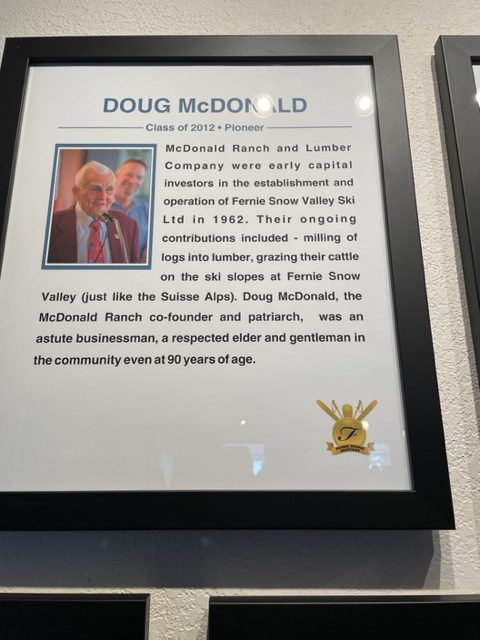 DOUG McDONALD
Class of 2012 • Pioneer
McDonald Ranch and Lumber
Company were early capital
investors in the establishment and
operation of Fernie Snow Valley Ski
Ltd in 1962. Their ongoing
contributions included - milling of
logs into lumber, grazing their cattle
on the ski slopes at Fernie Snow
Valley (just like the Suisse Alps). Doug McDonald, the
McDonald Ranch co-founder and patriarch, was an
astute businessman, a respected elder and gentleman in
the community even at 90 years of age.
F